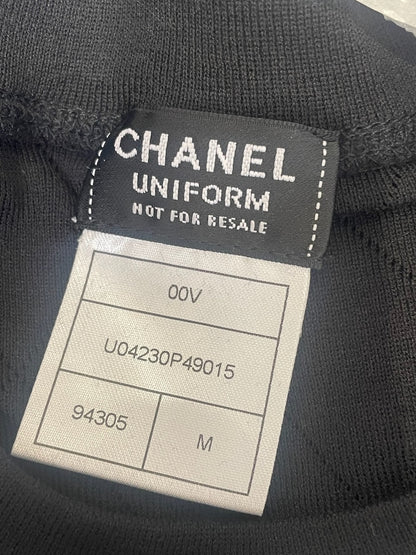 CHANEL
UNIFORM
NOT FOR RESALE
00V
U04230P49015
94305
M